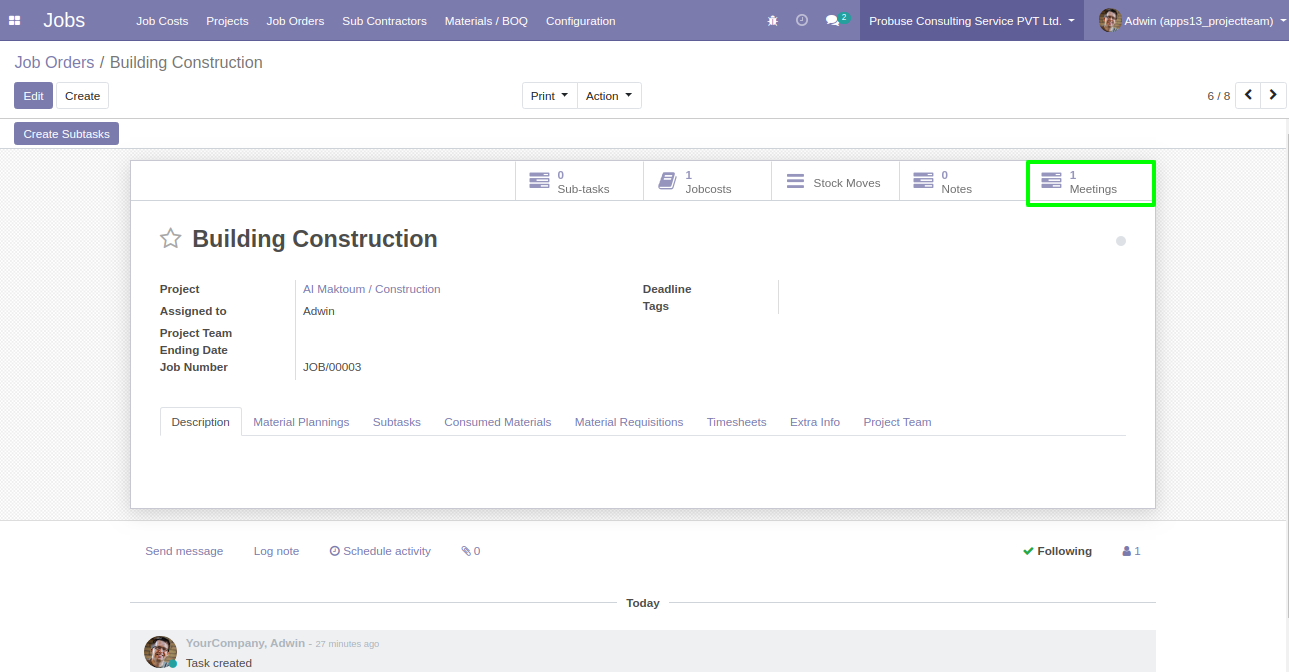 Jobs Job Costs Projects Job Orders Sub Contractors Materials / BOQ Configuration 2 Probuse Consulting Service PVT Ltd. Adwin (apps13_projectteam)
Job Orders / Building Construction
Edit Create Print Action 6 / 8
Create Subtasks
0 Sub-tasks
1 Jobcosts
Stock Moves
0 Notes
1 Meetings
Building Construction
Project Al Maktoum / Construction
Assigned to Adwin
Project Team
Ending Date
Job Number JOB/00003
Deadline
Tags
Description Material Plannings Subtasks Consumed Materials Material Requisitions Timesheets Extra Info Project Team
Send message Log note Schedule activity 0 Following 1
Today
YourCompany, Adwin - 27 minutes ago
Task created